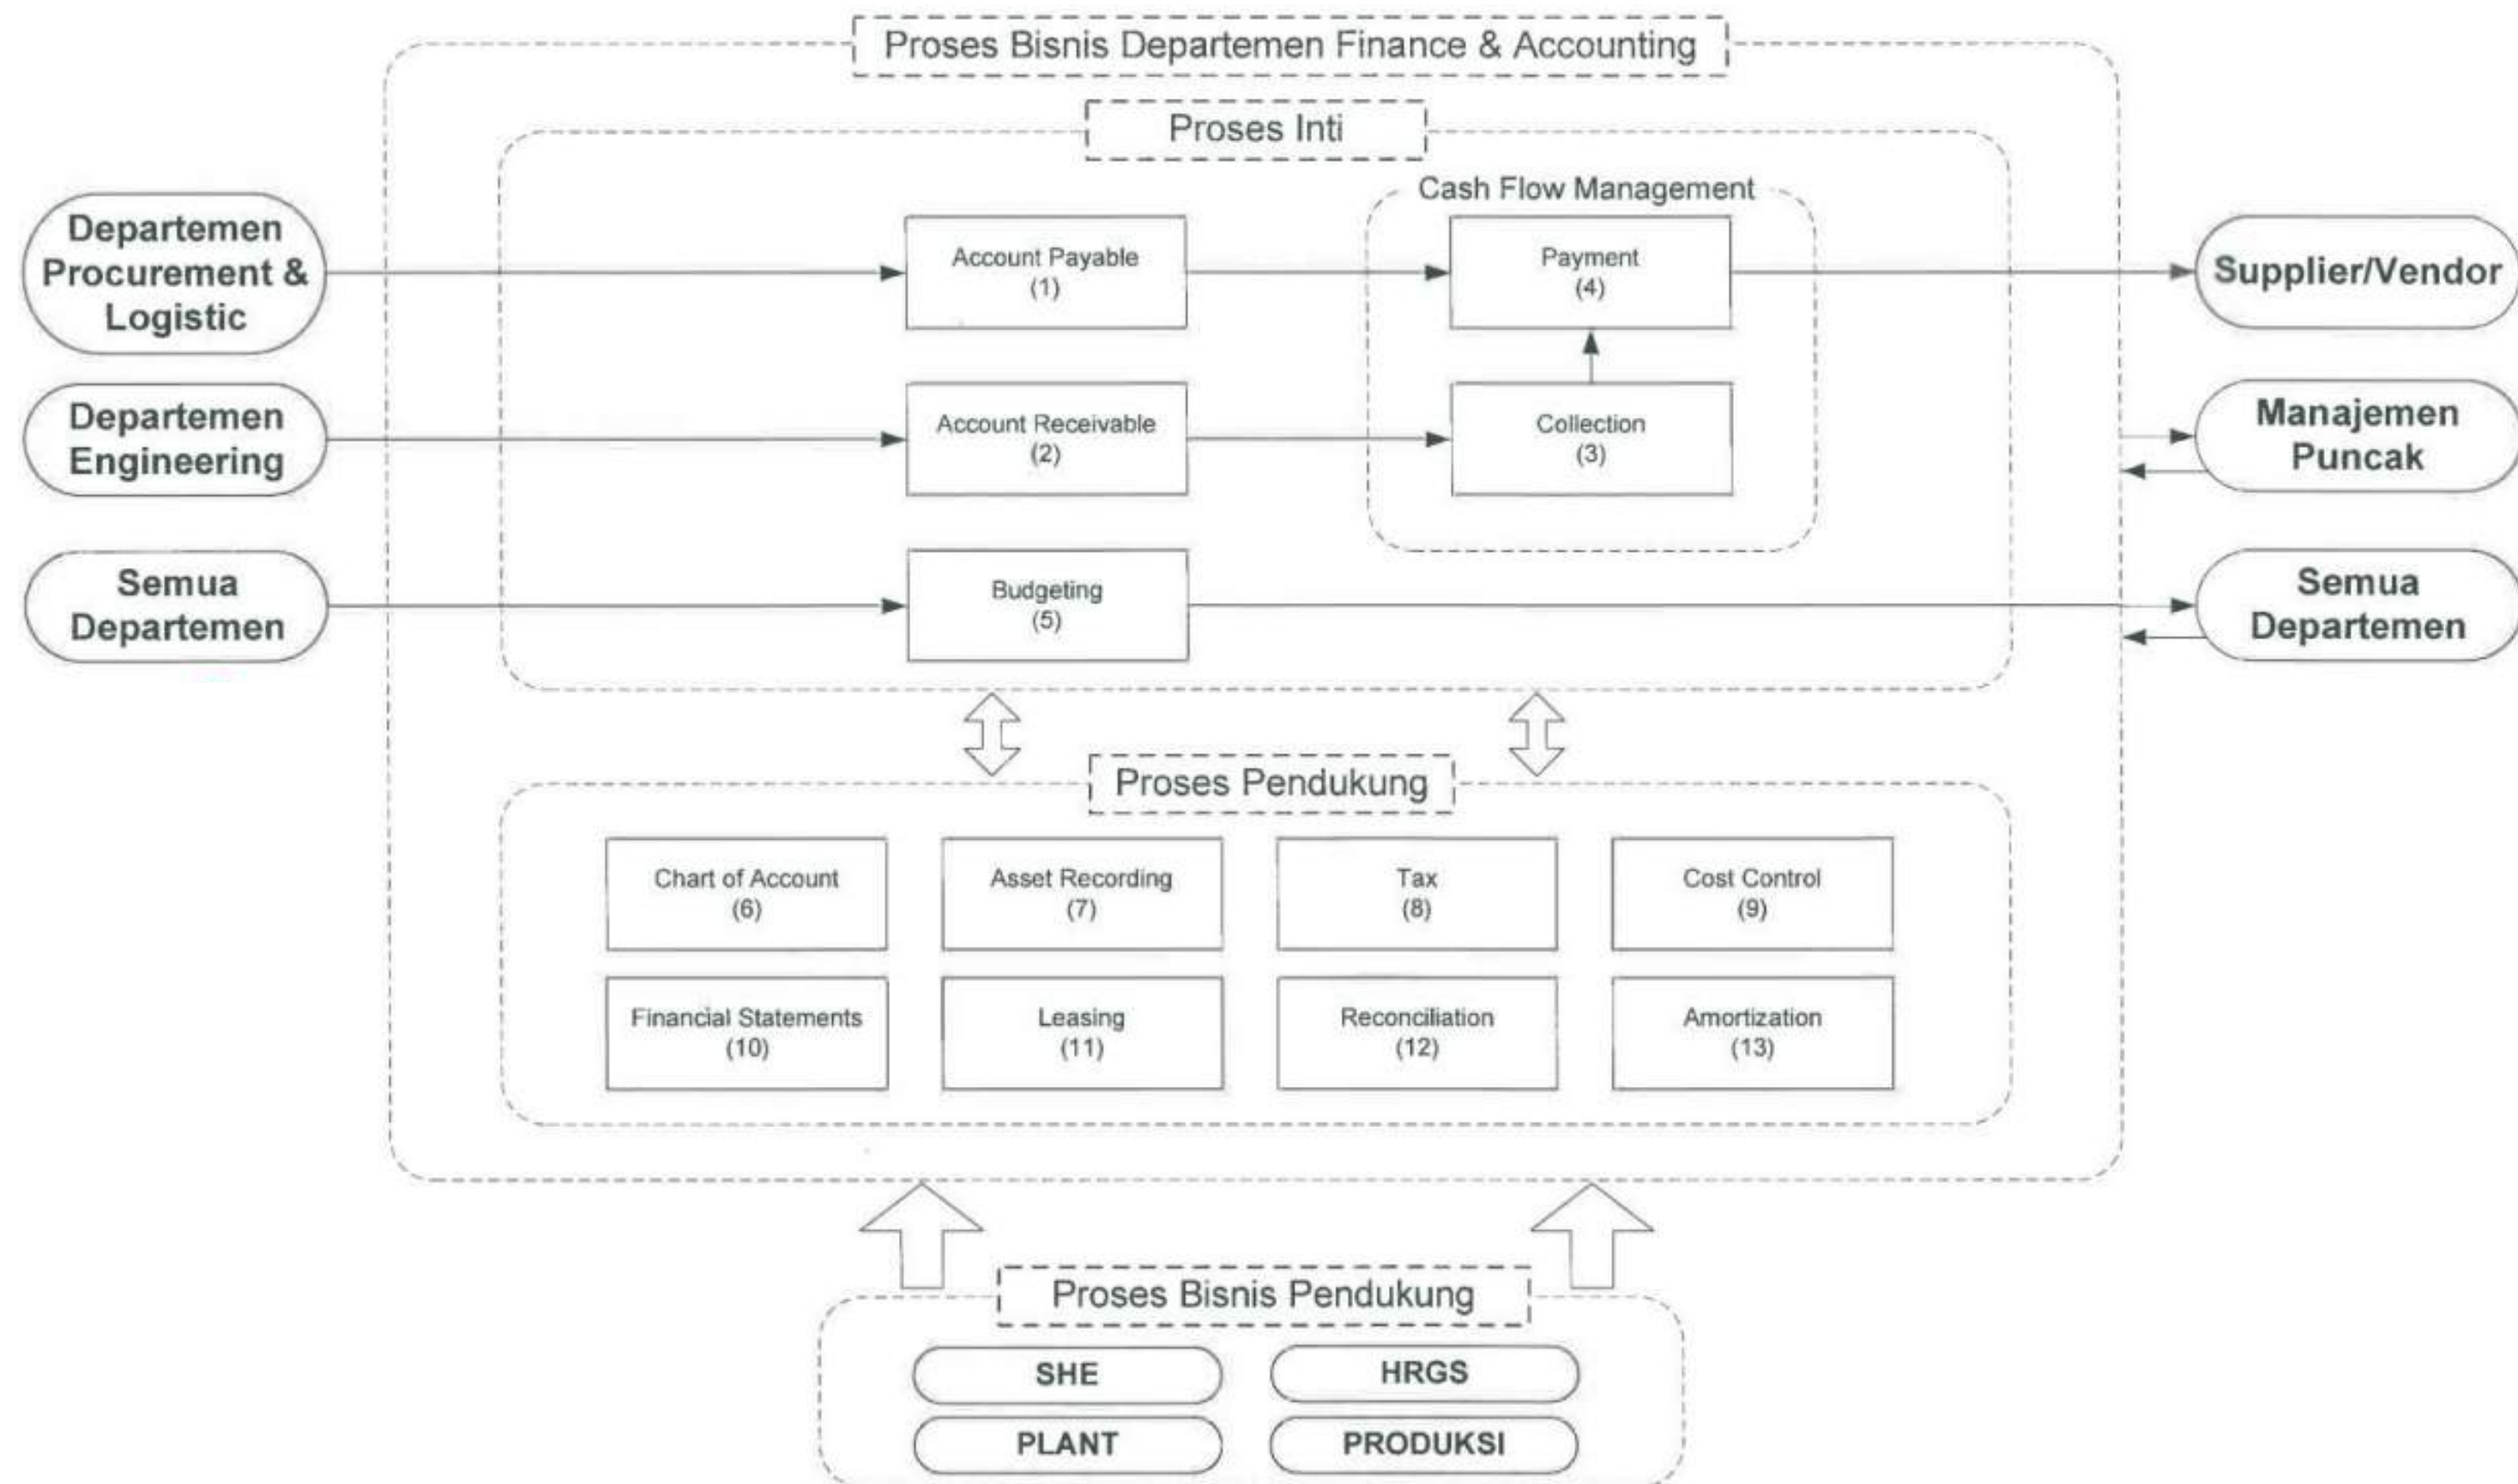 Proses Bisnis Departemen Finance & Accounting
Proses Inti
Cash Flow Management
Departemen
Procurement &
Logistic
Account Payable
(1)
Payment
(4)
Supplier/Vendor
Departemen
Engineering
Account Receivable
(2)
Collection
(3)
Manajemen
Puncak
Semua
Departemen
Budgeting
(5)
Semua
Departemen
Proses Pendukung
Chart of Account
(6)
Asset Recording
(7)
Tax
(8)
Cost Control
(9)
Financial Statements
(10)
Leasing
(11)
Reconciliation
(12)
Amortization
(13)
Proses Bisnis Pendukung
SHE
HRGS
PLANT
PRODUKSI